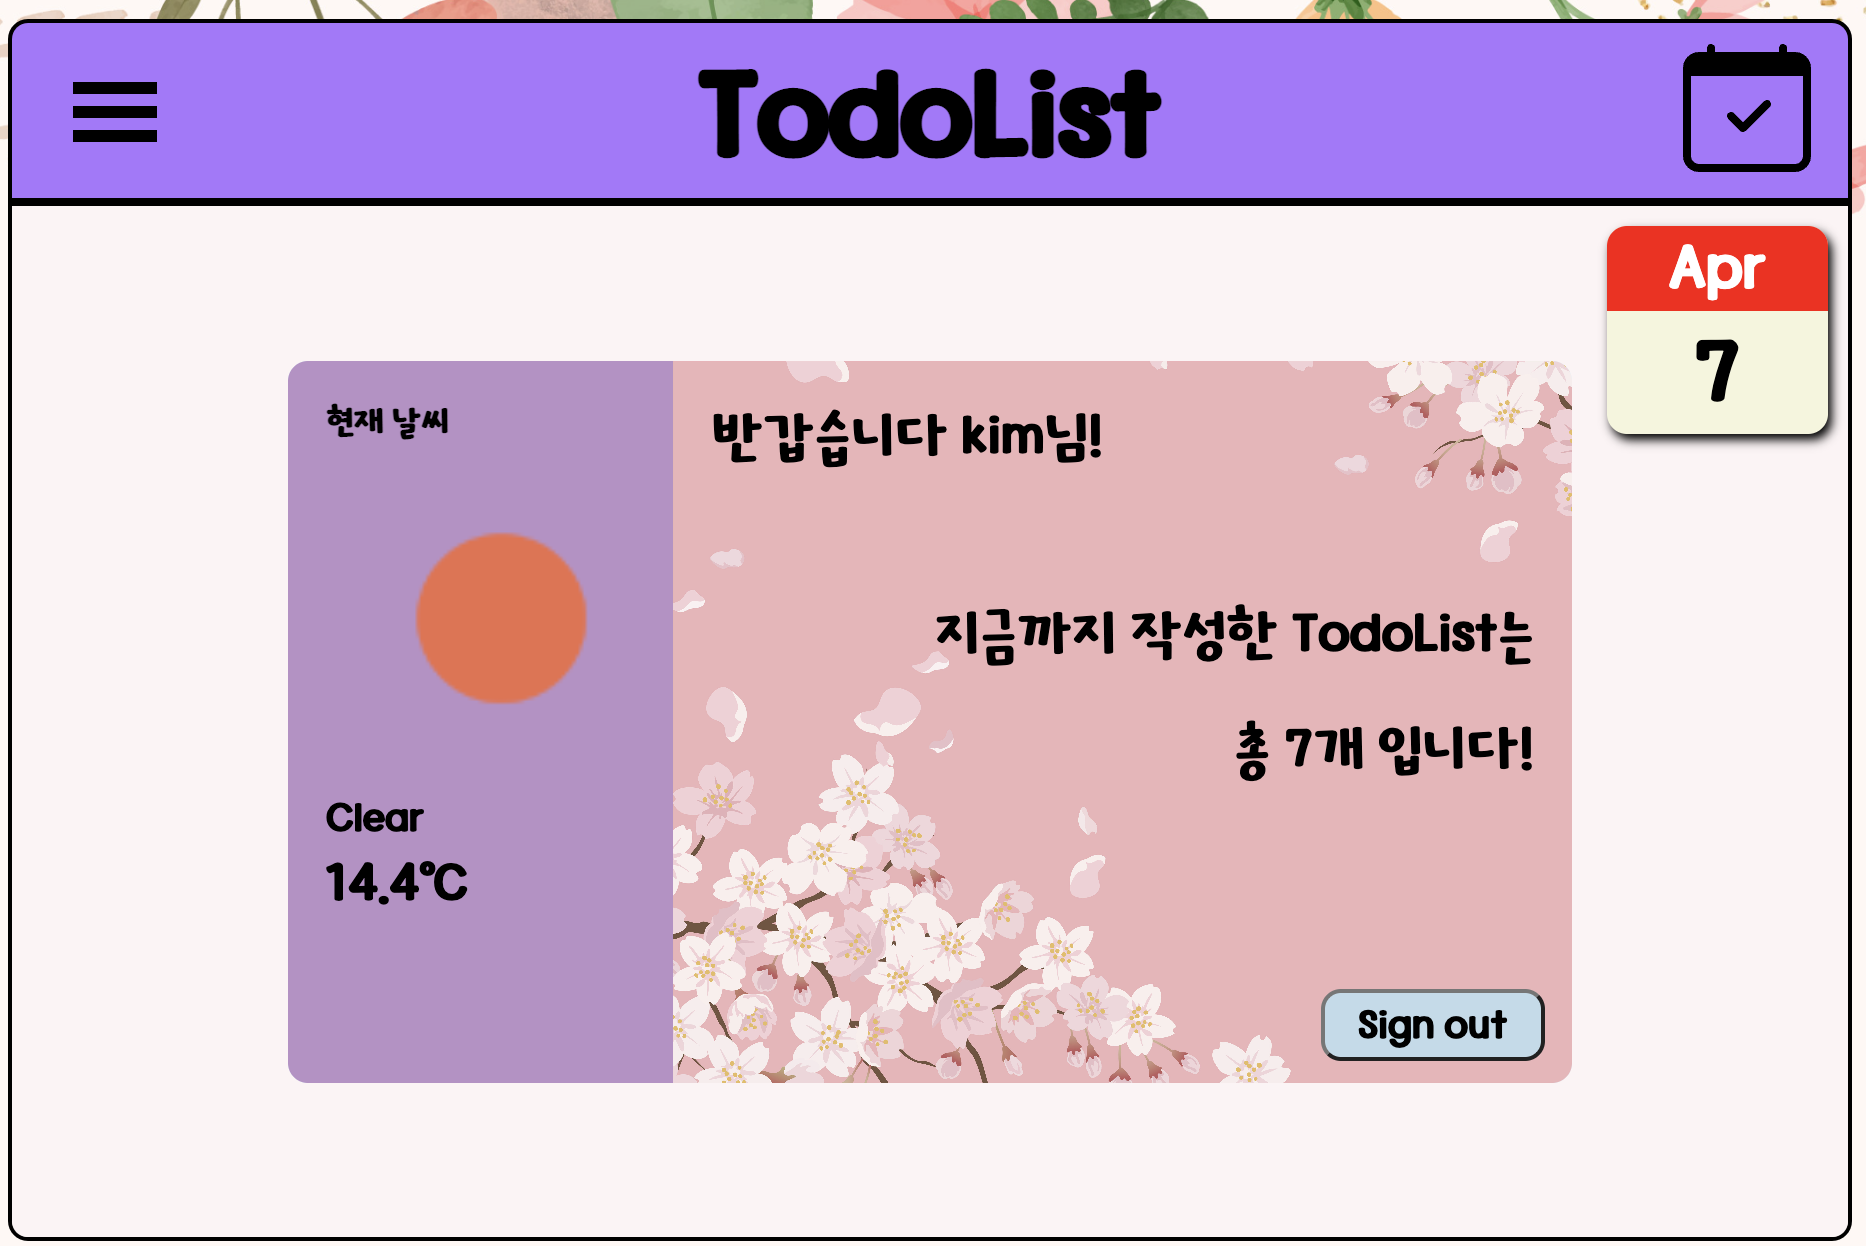 TodoList
Apr
7
현재 날씨
Clear
14.4°C
반갑습니다 kim님!
지금까지 작성한 TodoList는
총 7개 입니다!
Sign out